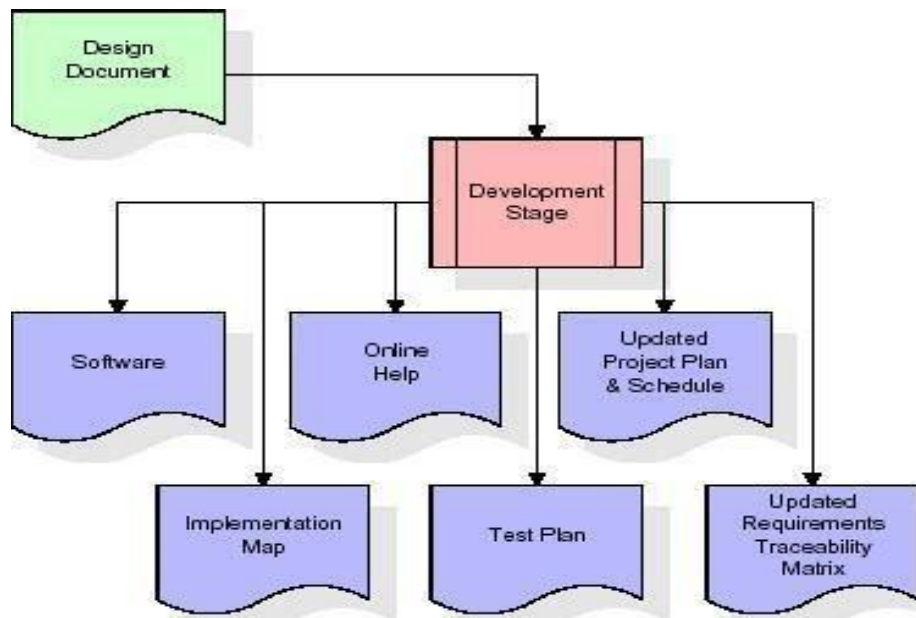 Design
Document
Development
Stage
Software
Online
Help
Updated
Project Plan
& Schedule
Implementation
Map
Test Plan
Updated
Requirements
Traceability
Matrix